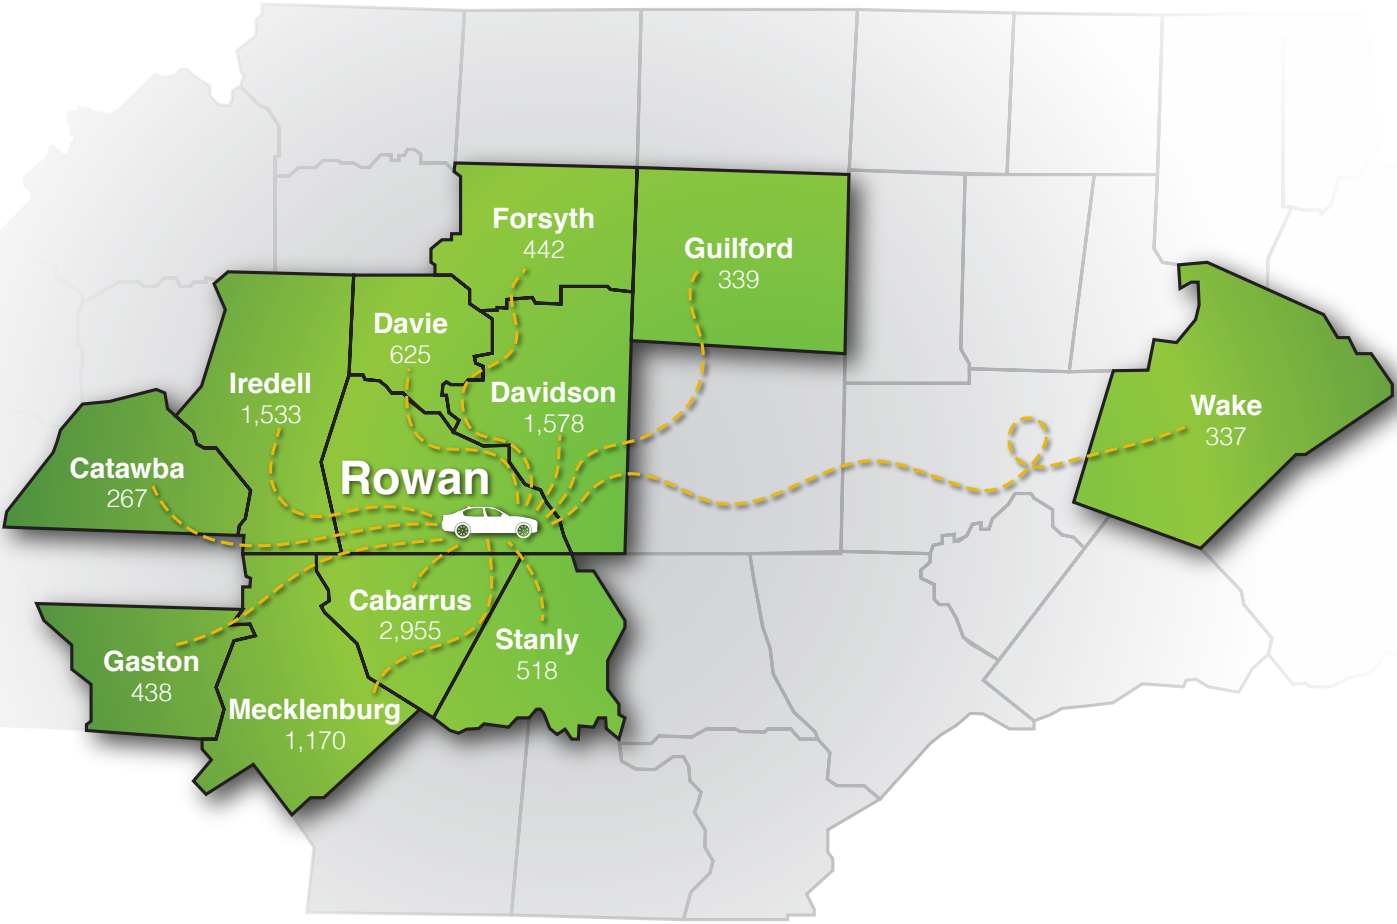 Forsyth
442
Guilford
339
Davie
625
Iredell
1,533
Davidson
1,578
Wake
337
Catawba
267
Rowan
Cabarrus
2,955
Stanly
518
Gaston
438
Mecklenburg
1,170